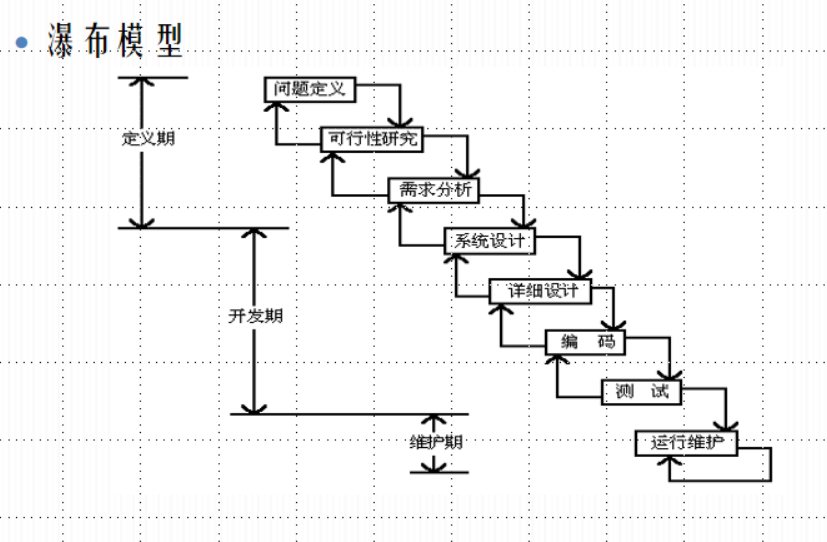 瀑布模型
问题定义
定义期
可行性研究
需求分析
系统设计
详细设计
开发期
编 码
测 试
维护期
运行维护